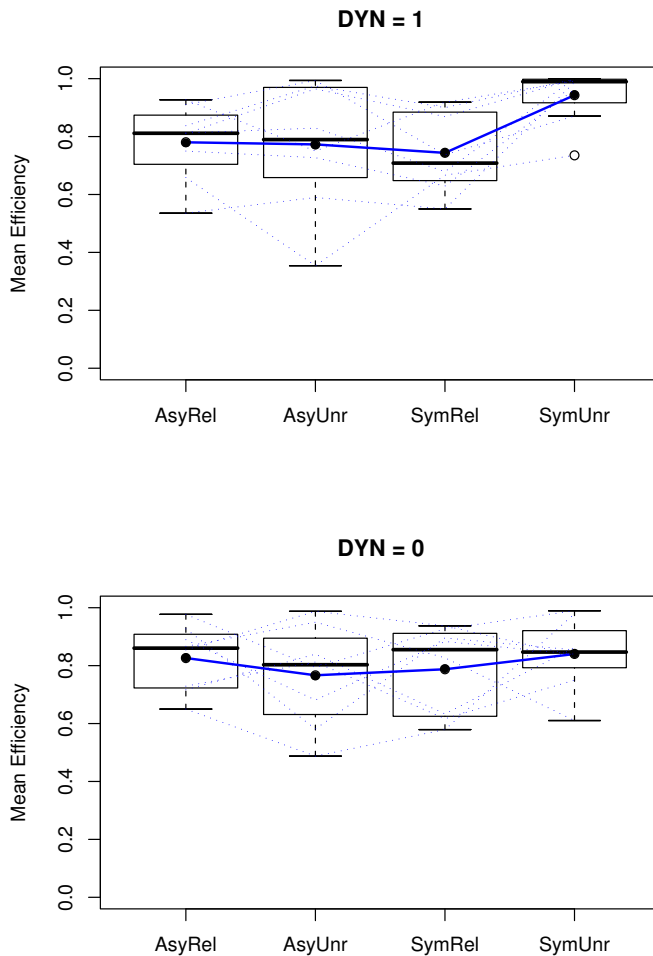 DYN = 1
Mean Efficiency
1.0
0.8
0.6
0.4
0.2
0.0
AsyRel AsyUnr SymRel SymUnr
DYN = 0
Mean Efficiency
1.0
0.8
0.6
0.4
0.2
0.0
AsyRel AsyUnr SymRel SymUnr